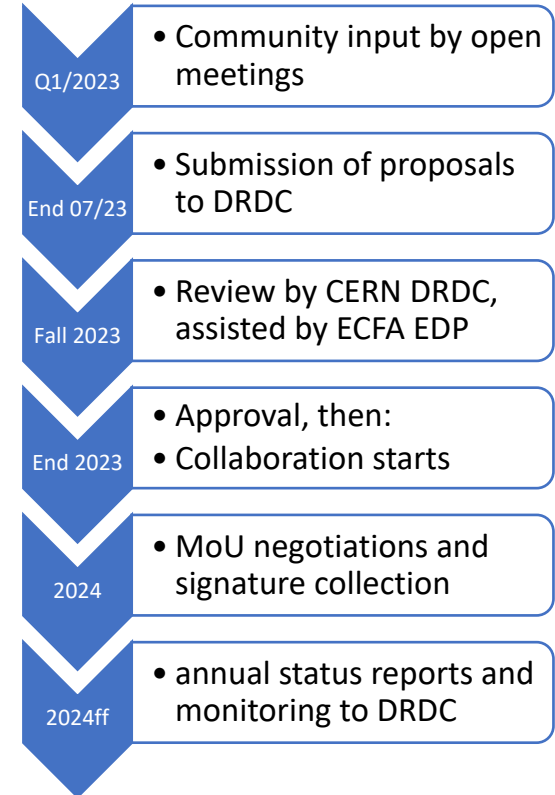 Q1/2023
• Community input by open
meetings
End 07/23
• Submission of proposals
to DRDC
Fall 2023
• Review by CERN DRDC,
assisted by ECFA EDP
End 2023
• Approval, then:
• Collaboration starts
2024
• MoU negotiations and
signature collection
2024ff
• annual status reports and
monitoring to DRDC